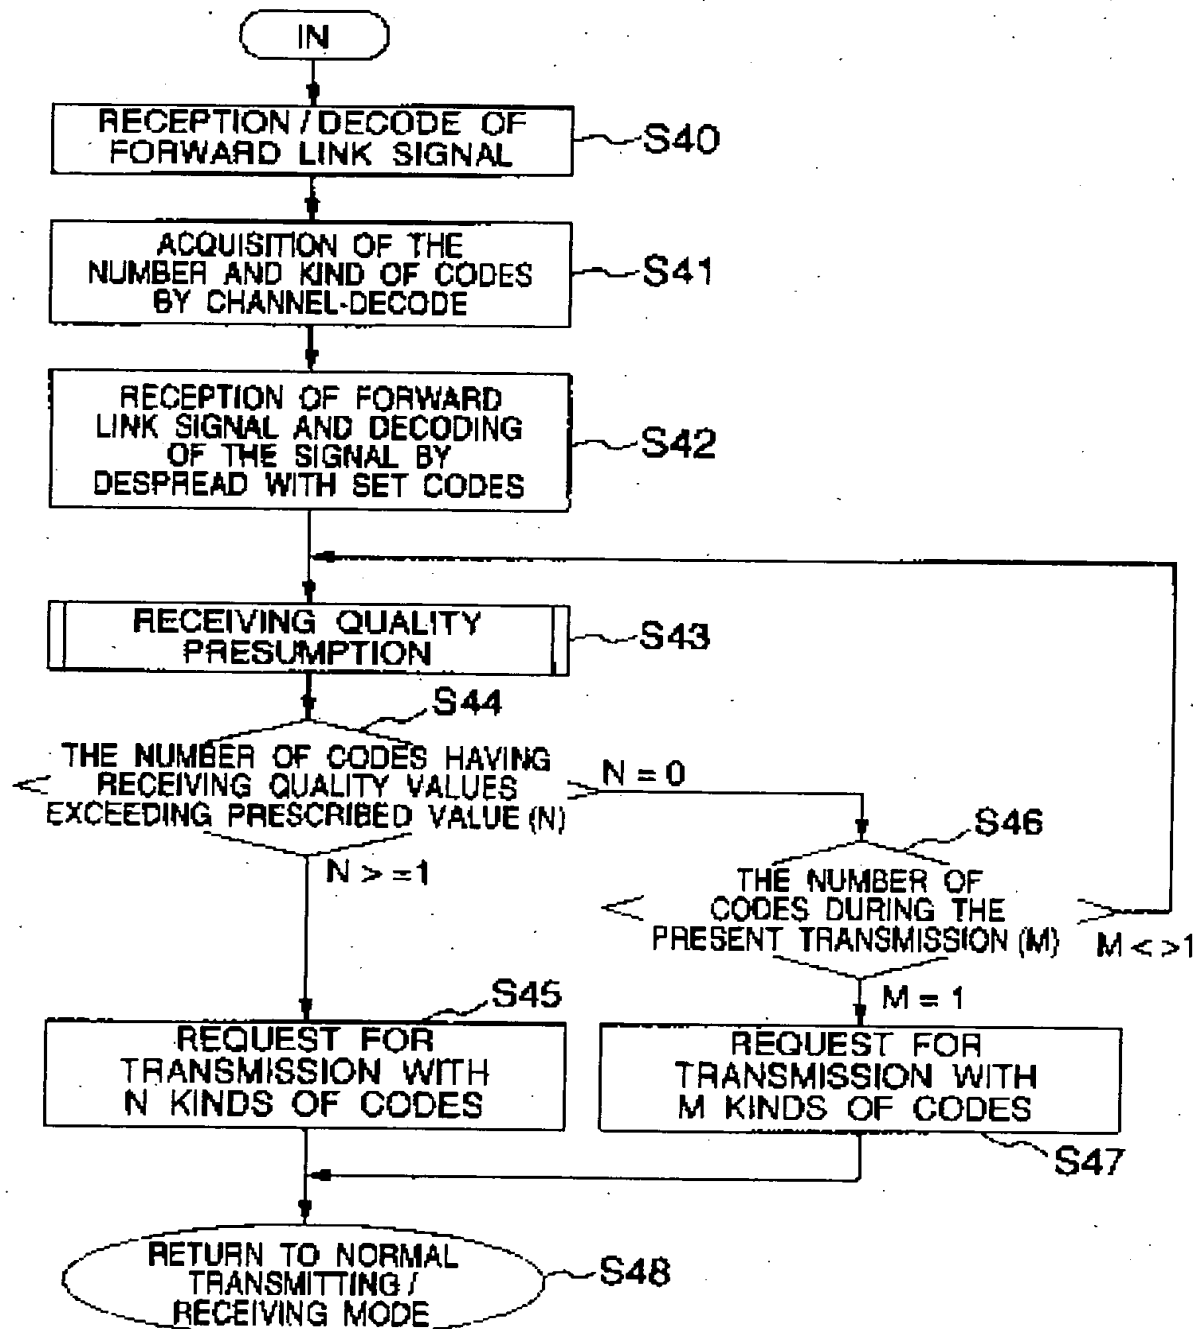 IN
RECEPTION / DECODE OF
FORWARD LINK SIGNAL
S40
ACQUISITION OF THE
NUMBER AND KIND OF CODES
BY CHANNEL-DECODE
S41
RECEPTION OF FORWARD
LINK SIGNAL AND DECODING
OF THE SIGNAL BY
DESPREAD WITH SET CODES
S42
RECEIVING QUALITY
PRESUMPTION
S43
S44
THE NUMBER OF CODES HAVING
RECEIVING QUALITY VALUES
EXCEEDING PRESCRIBED VALUE (N)
N = 0
N > =1
S46
THE NUMBER OF
CODES DURING THE
PRESENT TRANSMISSION (M)
M < >1
M = 1
S45
REQUEST FOR
TRANSMISSION WITH
N KINDS OF CODES
REQUEST FOR
TRANSMISSION WITH
M KINDS OF CODES
S47
RETURN TO NORMAL
TRANSMITTING /
RECEIVING MODE
S48